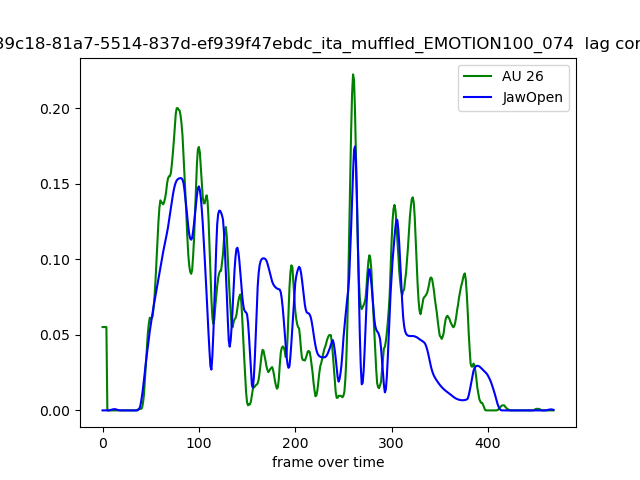 39c18-81a7-5514-837d-ef939f47ebdc_ita_muffled_EMOTION100_074 lag cor
AU 26
JawOpen
0.20
0.15
0.10
0.05
0.00
0 100 200 300 400
frame over time